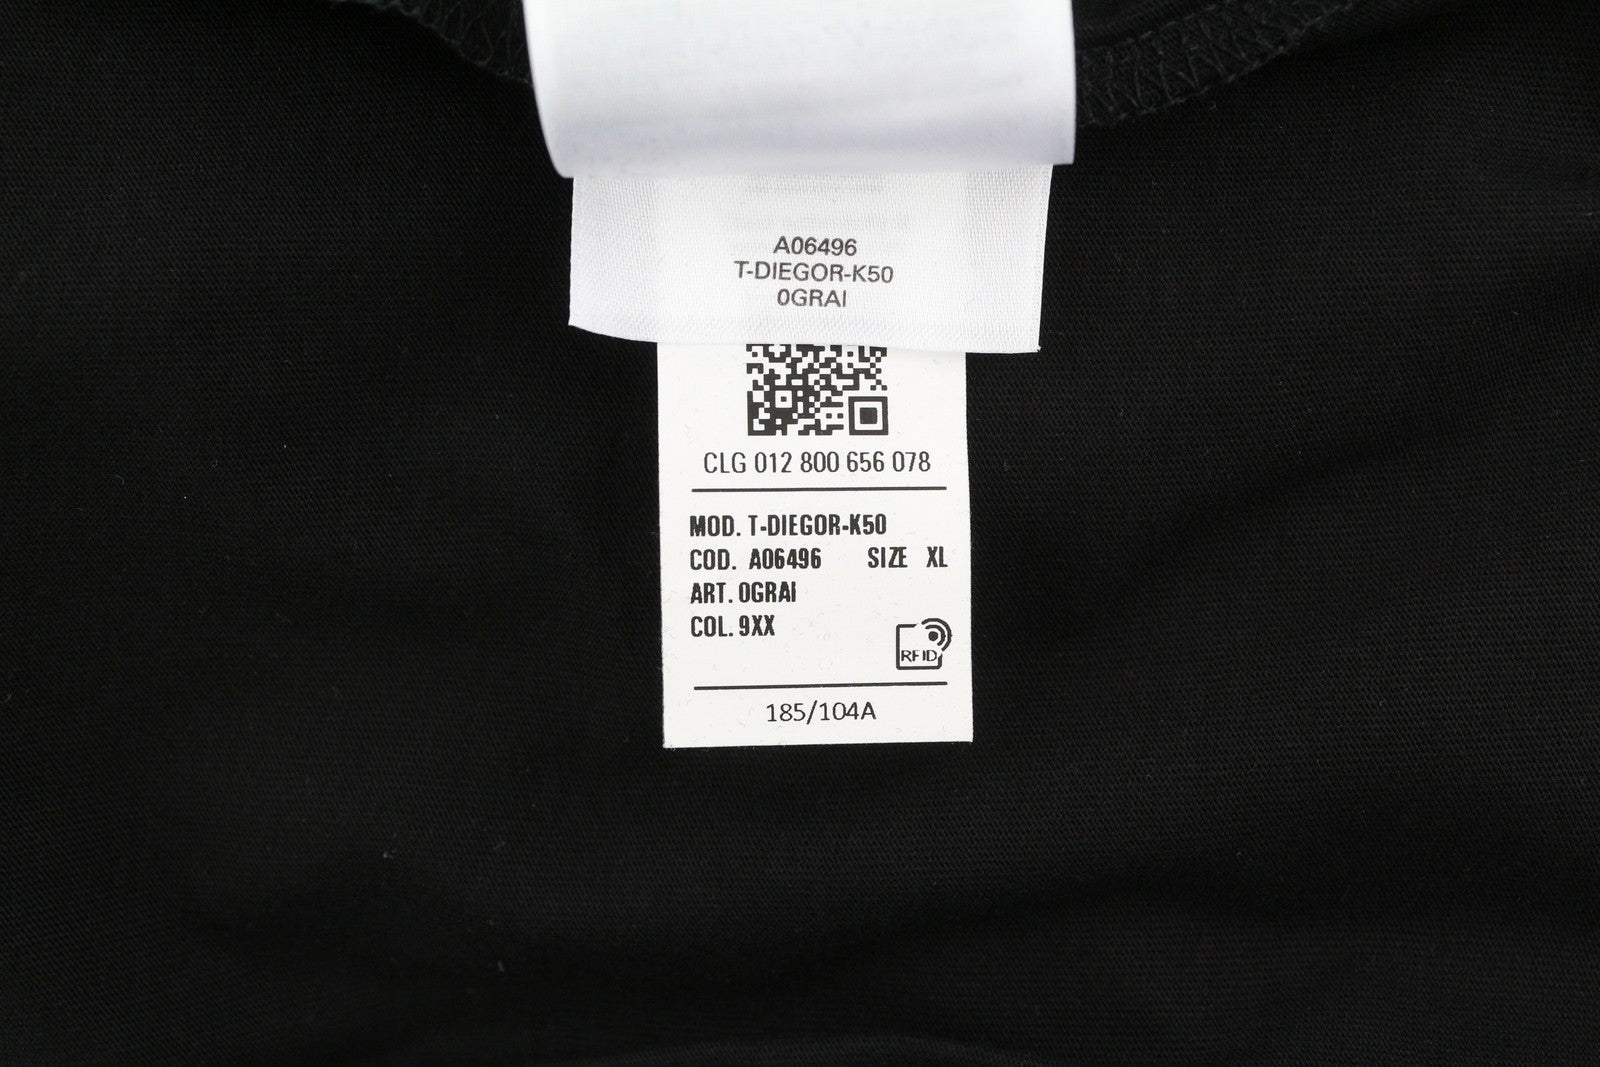 A06496
T-DIEGOR-K50
0GRAI
CLG 012 800 656 078
MOD. T-DIEGOR-K50
COD. A06496 SIZE XL
ART. 0GRAI
COL. 9XX
RFID
185/104A